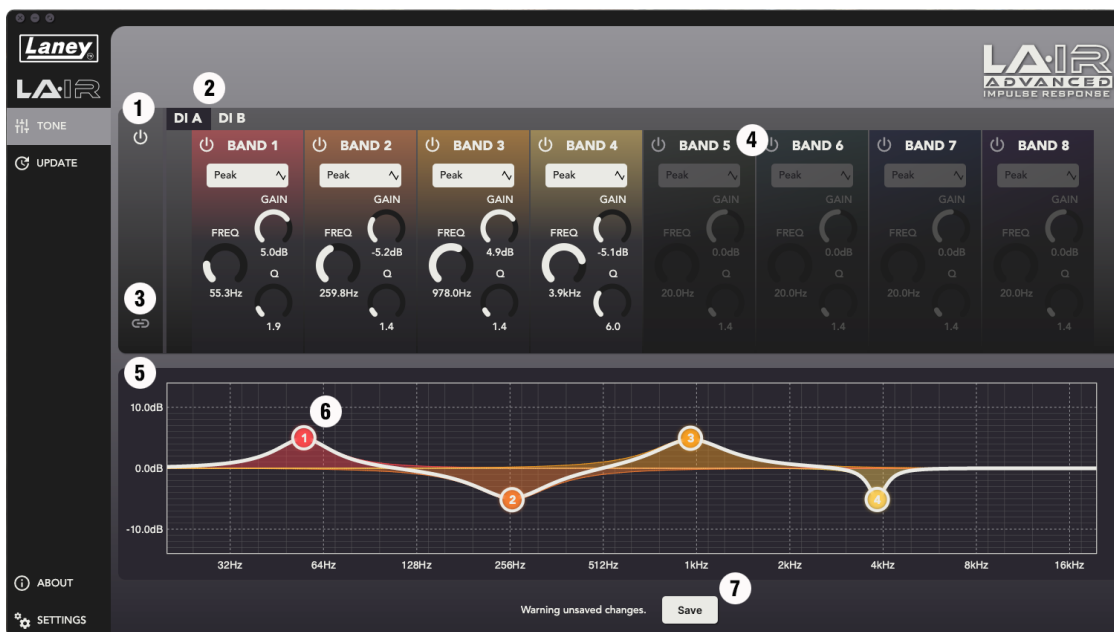 Laney
LA·IR
TONE
UPDATE
ABOUT
SETTINGS
LA·IR
ADVANCED
IMPULSE RESPONSE
1
2
3
4
5
6
7
DI A DI B
BAND 1 BAND 2 BAND 3 BAND 4 BAND 5 BAND 6 BAND 7 BAND 8
Peak Peak Peak Peak Peak Peak Peak Peak
GAIN GAIN GAIN GAIN GAIN GAIN GAIN GAIN
FREQ FREQ FREQ FREQ FREQ FREQ FREQ FREQ
5.0dB -5.2dB 4.9dB -5.1dB 0.0dB 0.0dB 0.0dB 0.0dB
Q Q Q Q Q Q Q Q
55.3Hz 259.8Hz 978.0Hz 3.9kHz 20.0Hz 20.0Hz 20.0Hz 20.0Hz
1.9 1.4 1.4 6.0 1.4 1.4 1.4 1.4
10.0dB
0.0dB
-10.0dB
1 2 3 4
32Hz 64Hz 128Hz 256Hz 512Hz 1kHz 2kHz 4kHz 8kHz 16kHz
Warning unsaved changes. Save